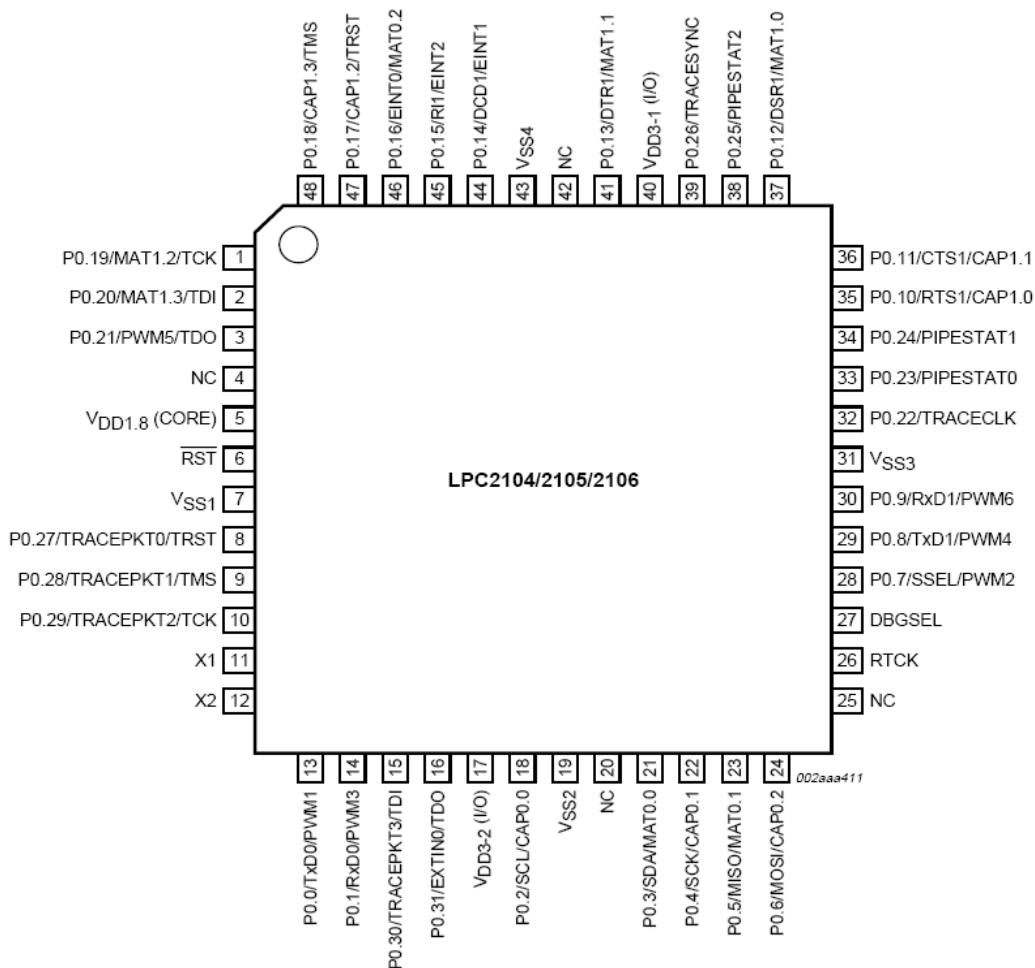 48 P0.18/CAP1.3/TMS
47 P0.17/CAP1.2/TRST
46 P0.16/EINT0/MAT0.2
45 P0.15/RI1/EINT2
44 P0.14/DCD1/EINT1
43 VSS4
42 NC
41 P0.13/DTR1/MAT1.1
40 VDD3-1 (I/O)
39 P0.26/TRACESYNC
38 P0.25/PIPESTAT2
37 P0.12/DSR1/MAT1.0
P0.19/MAT1.2/TCK 1
P0.20/MAT1.3/TDI 2
P0.21/PWM5/TDO 3
NC 4
VDD1.8 (CORE) 5
RST 6
VSS1 7
P0.27/TRACEPKT0/TRST 8
P0.28/TRACEPKT1/TMS 9
P0.29/TRACEPKT2/TCK 10
X1 11
X2 12
LPC2104/2105/2106
36 P0.11/CTS1/CAP1.1
35 P0.10/RTS1/CAP1.0
34 P0.24/PIPESTAT1
33 P0.23/PIPESTAT0
32 P0.22/TRACECLK
31 VSS3
30 P0.9/RxD1/PWM6
29 P0.8/TxD1/PWM4
28 P0.7/SSEL/PWM2
27 DBGSEL
26 RTCK
25 NC
P0.0/TxD0/PWM1 13
P0.1/RxD0/PWM3 14
P0.30/TRACEPKT3/TDI 15
P0.31/EXTIN0/TDO 16
VDD3-2 (I/O) 17
P0.2/SCL/CAP0.0 18
VSS2 19
NC 20
P0.3/SDA/MAT0.0 21
P0.4/SCK/CAP0.1 22
P0.5/MISO/MAT0.1 23
P0.6/MOSI/CAP0.2 24
002aaa411